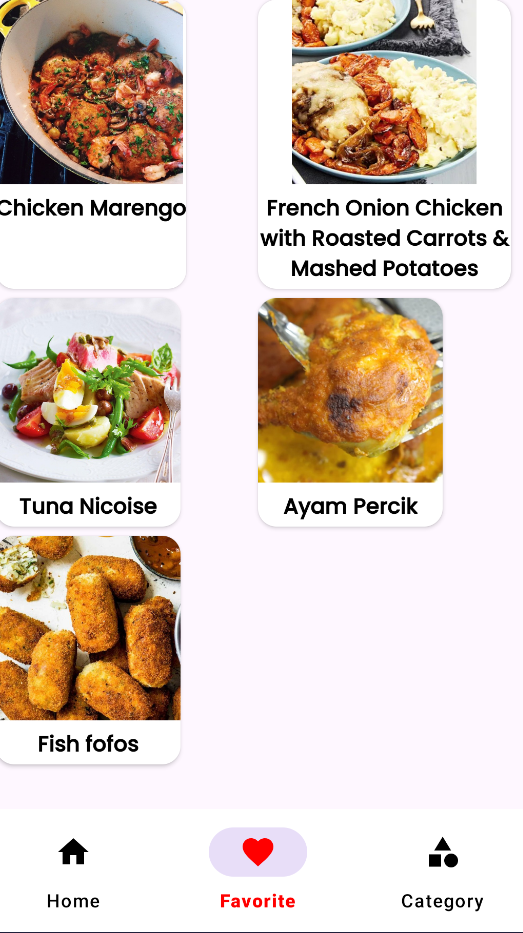 Chicken Marengo
French Onion Chicken
with Roasted Carrots &
Mashed Potatoes
Tuna Nicoise
Ayam Percik
Fish fofos
Home
Favorite
Category